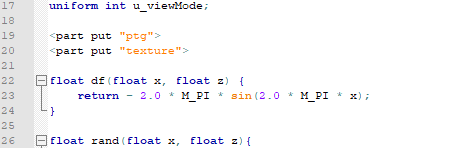 17 uniform int u_viewMode;
18
19 <part put "ptg">
20 <part put "texture">
21
22 float df(float x, float z) {
23 return - 2.0 * M_PI * sin(2.0 * M_PI * x);
24 }
25
26 float rand(float x, float z){